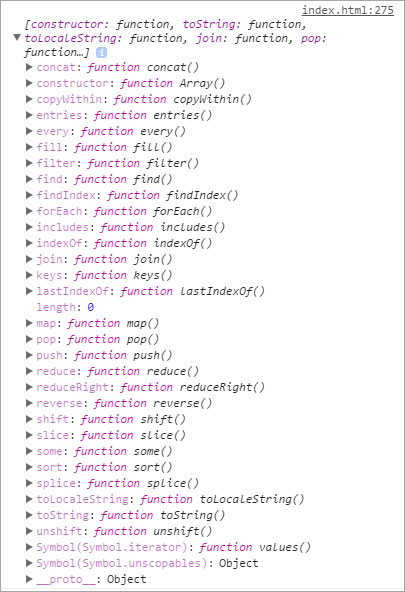 index.html:275
[constructor: function, toString: function,
toLocaleString: function, join: function, pop:
function…] i
concat: function concat()
constructor: function Array()
copyWithin: function copyWithin()
entries: function entries()
every: function every()
fill: function fill()
filter: function filter()
find: function find()
findIndex: function findIndex()
forEach: function forEach()
includes: function includes()
indexOf: function indexOf()
join: function join()
keys: function keys()
lastIndexOf: function lastIndexOf()
length: 0
map: function map()
pop: function pop()
push: function push()
reduce: function reduce()
reduceRight: function reduceRight()
reverse: function reverse()
shift: function shift()
slice: function slice()
some: function some()
sort: function sort()
splice: function splice()
toLocaleString: function toLocaleString()
toString: function toString()
unshift: function unshift()
Symbol(Symbol.iterator): function values()
Symbol(Symbol.unscopables): Object
__proto__: Object